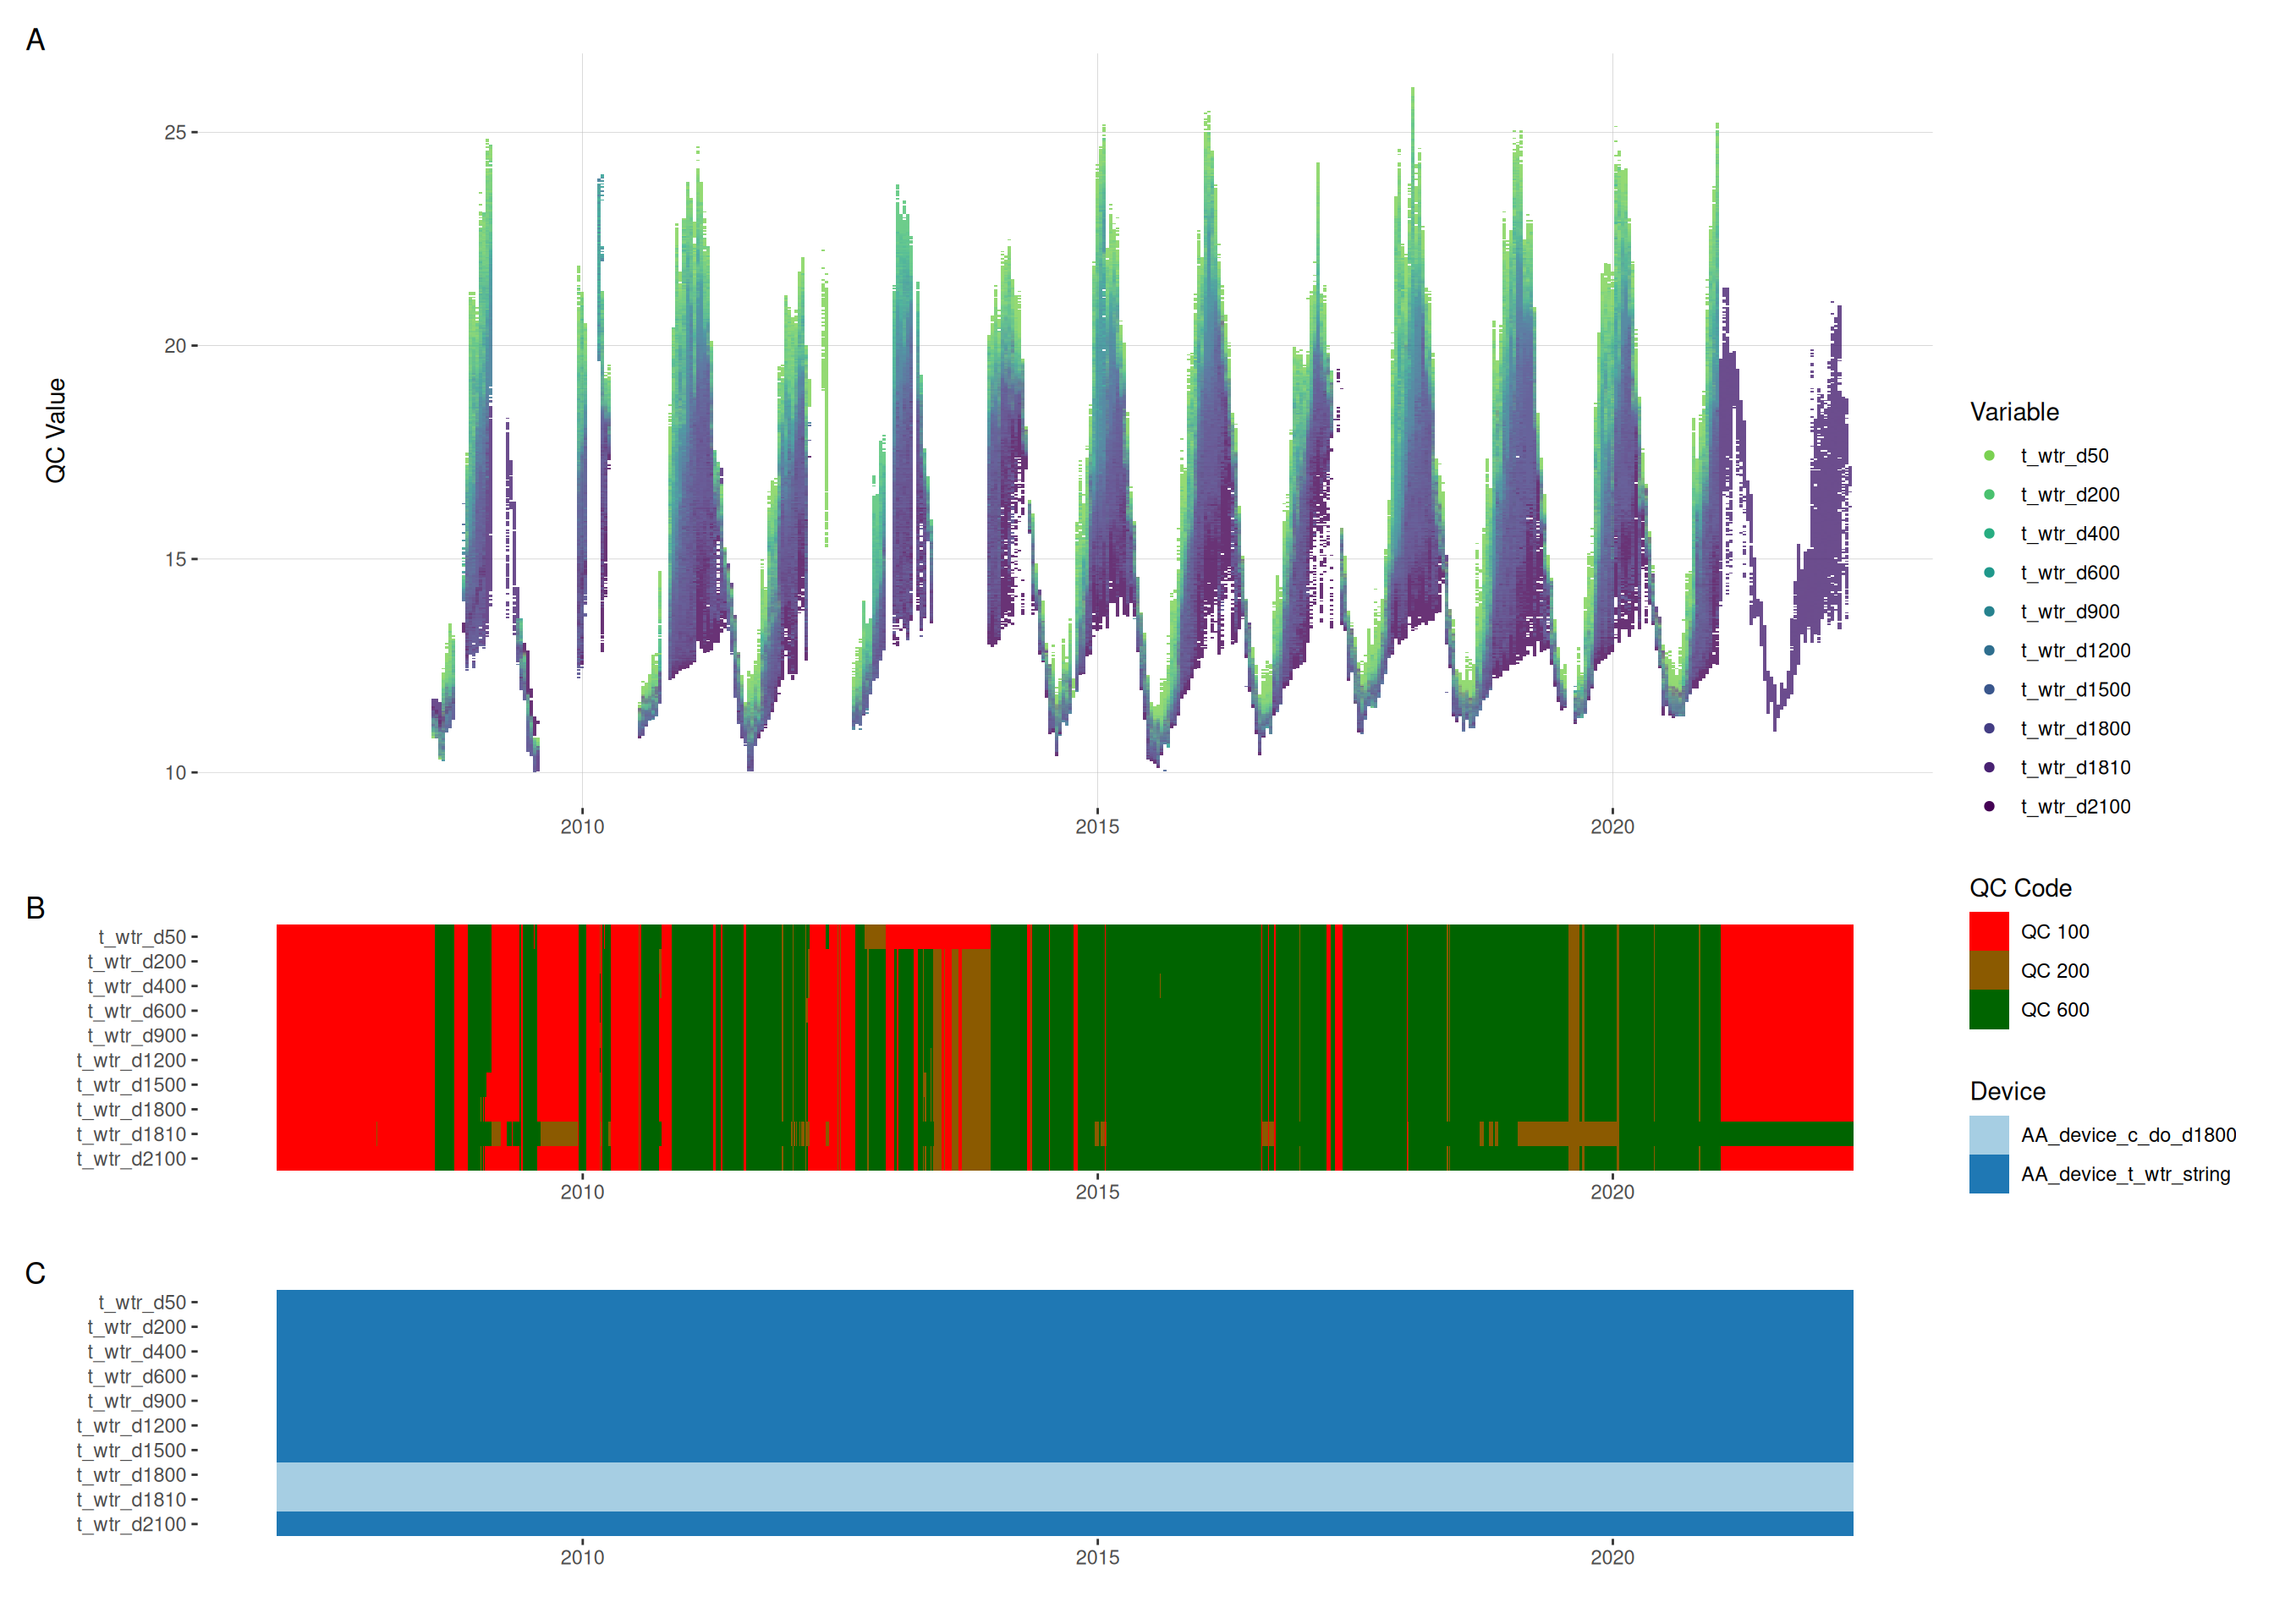 A
QC Value
25
20
15
10
2010 2015 2020
Variable
t_wtr_d50
t_wtr_d200
t_wtr_d400
t_wtr_d600
t_wtr_d900
t_wtr_d1200
t_wtr_d1500
t_wtr_d1800
t_wtr_d1810
t_wtr_d2100
B
t_wtr_d50
t_wtr_d200
t_wtr_d400
t_wtr_d600
t_wtr_d900
t_wtr_d1200
t_wtr_d1500
t_wtr_d1800
t_wtr_d1810
t_wtr_d2100
2010 2015 2020
QC Code
QC 100
QC 200
QC 600
Device
AA_device_c_do_d1800
AA_device_t_wtr_string
C
t_wtr_d50
t_wtr_d200
t_wtr_d400
t_wtr_d600
t_wtr_d900
t_wtr_d1200
t_wtr_d1500
t_wtr_d1800
t_wtr_d1810
t_wtr_d2100
2010 2015 2020